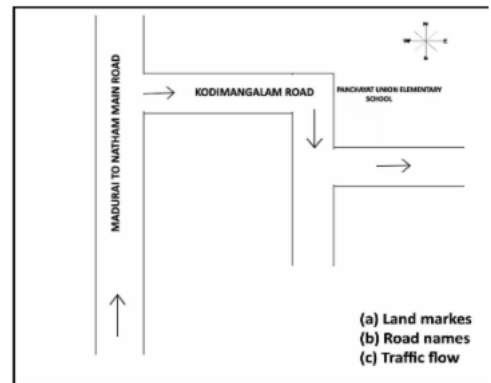 N
W
E
S
KODIMANGALAM ROAD
PANCHAYAT UNION ELEMENTARY
SCHOOL
MADURAI TO NATHAM MAIN ROAD
(a) Land markes
(b) Road names
(c) Traffic flow